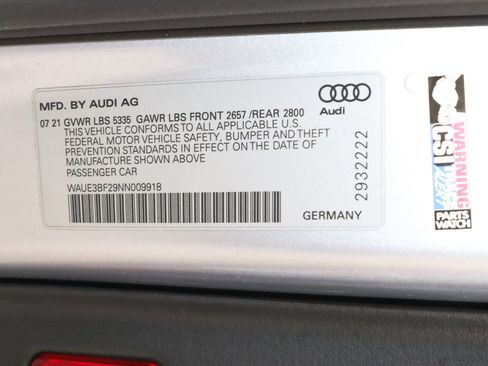 MFD. BY AUDI AG
07 21 GVWR LBS 5335 GAWR LBS FRONT 2657 /REAR 2800
THIS VEHICLE CONFORMS TO ALL APPLICABLE U.S.
FEDERAL MOTOR VEHICLE SAFETY, BUMPER AND THEFT
PREVENTION STANDARDS IN EFFECT ON THE DATE OF
MANUFACTURE SHOWN ABOVE
PASSENGER CAR
WAUE3BF29NN009918
GERMANY
Audi
2932222
WARNING
CSI
PARTS
WATCH